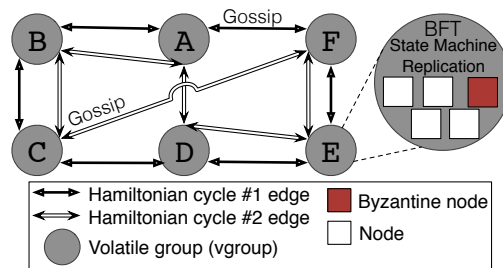 Gossip
BFT
State Machine
Replication
B
A
F
Gossip
C
D
E
Hamiltonian cycle #1 edge
Hamiltonian cycle #2 edge
Volatile group (vgroup)
Byzantine node
Node